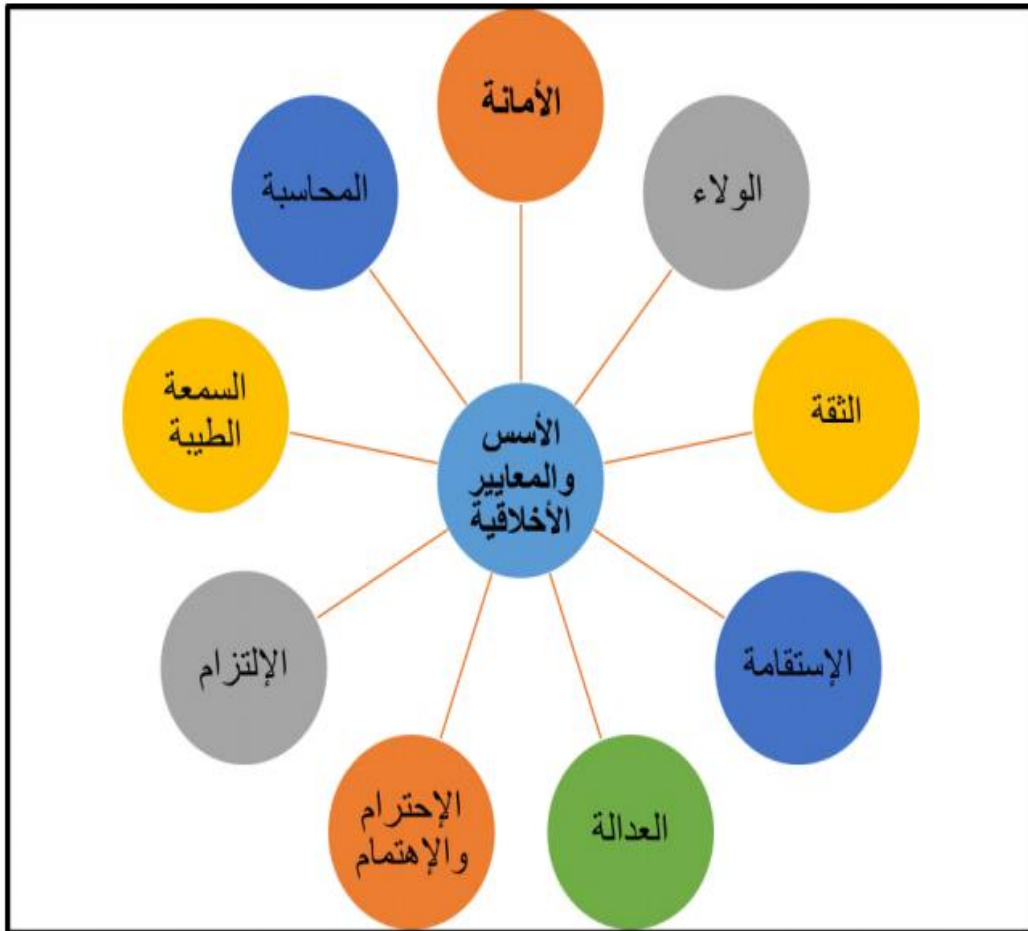 الأمانة
الولاء
الثقة
الإستقامة
العدالة
الإحترام
والإهتمام
الإلتزام
السمعة
الطيبة
المحاسبة
الأسس
والمعايير
الأخلاقية